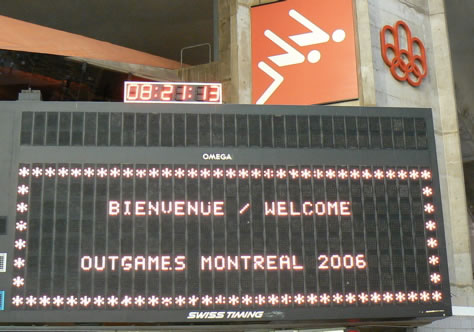 08:21:13
OMEGA
********************************
BIENVENUE / WELCOME
OUTGAMES MONTREAL 2006
********************************
SWISS TIMING